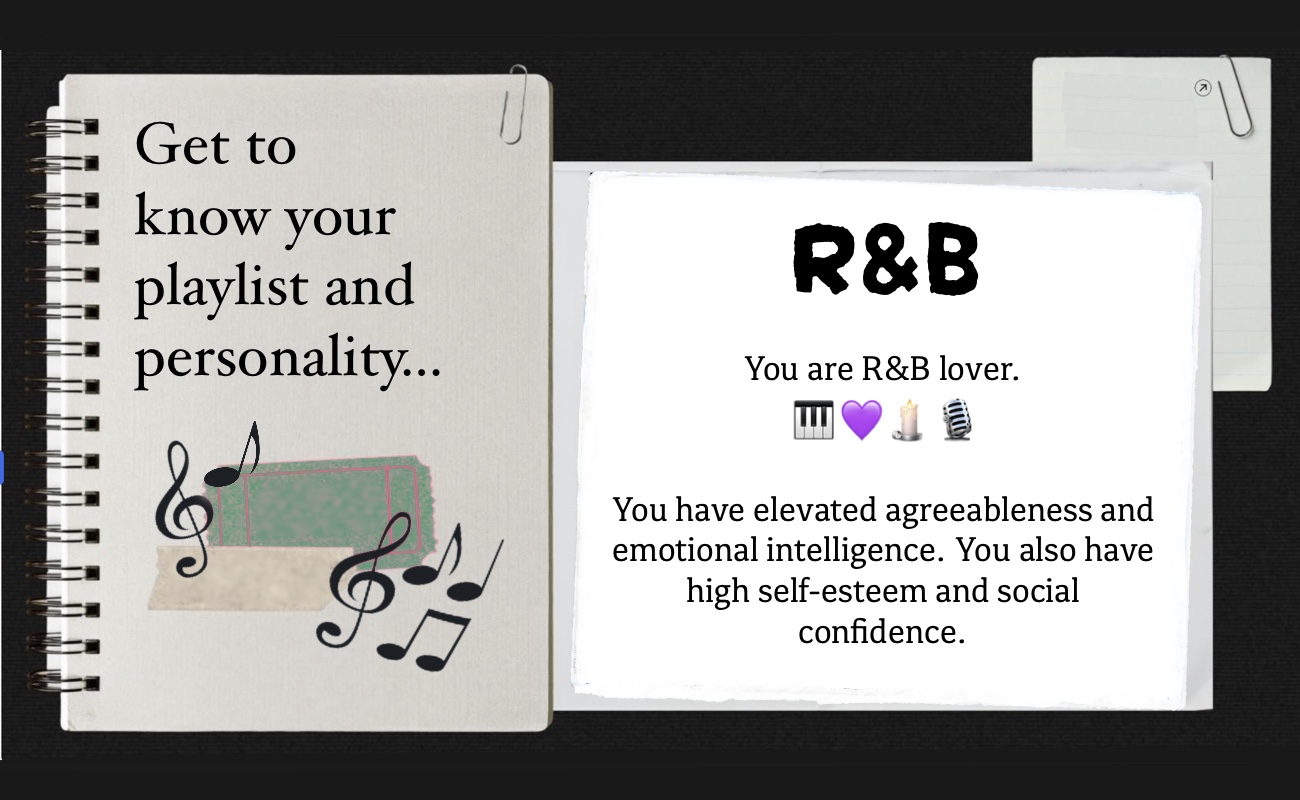 Get to
know your
playlist and
personality...
R&B
You are R&B lover.
🎹💜🕯️🎙️
You have elevated agreeableness and
emotional intelligence. You also have
high self-esteem and social
confidence.